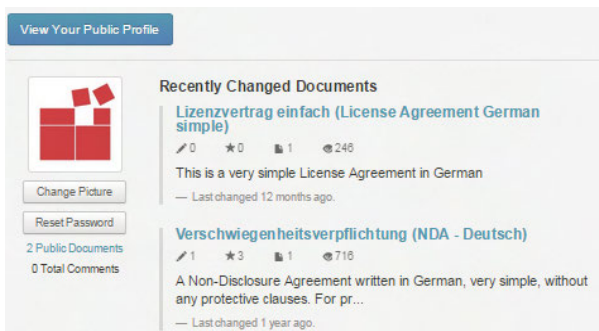 View Your Public Profile
Recently Changed Documents
Lizenzvertrag einfach (License Agreement German
simple)
0 0 1 246
This is a very simple License Agreement in German
— Last changed 12 months ago.
Change Picture
Reset Password
2 Public Documents
0 Total Comments
Verschwiegenheitsverpflichtung (NDA - Deutsch)
1 3 1 716
A Non-Disclosure Agreement written in German, very simple, without
any protective clauses. For pr...
— Last changed 1 year ago.